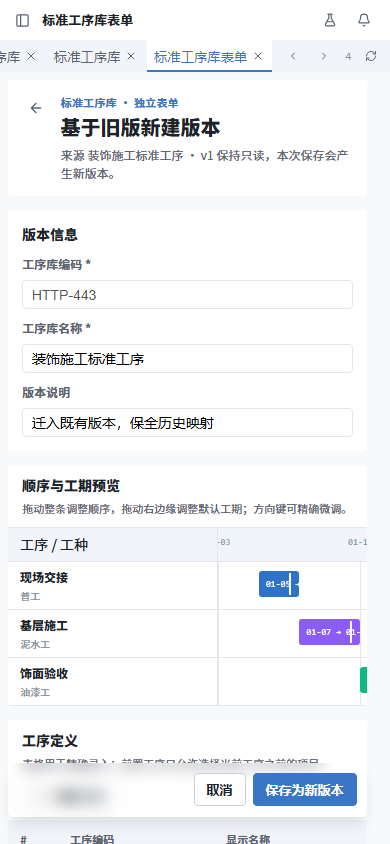 标准工序库表单
序库
标准工序库
标准工序库表单
4
标准工序库 • 独立表单
基于旧版新建版本
来源 装饰施工标准工序 • v1 保持只读，本次保存会产
生新版本。
版本信息
工序库编码 *
HTTP-443
工序库名称 *
装饰施工标准工序
版本说明
迁入既有版本，保全历史映射
顺序与工期预览
拖动整条调整顺序，拖动右边缘调整默认工期；方向键可精确微调。
工序 / 工种
-03
01-1
现场交接
普工
01-05
基层施工
泥水工
01-07 → 01-
饰面验收
油漆工
工序定义
取消
保存为新版本
#
工序编码
显示名称